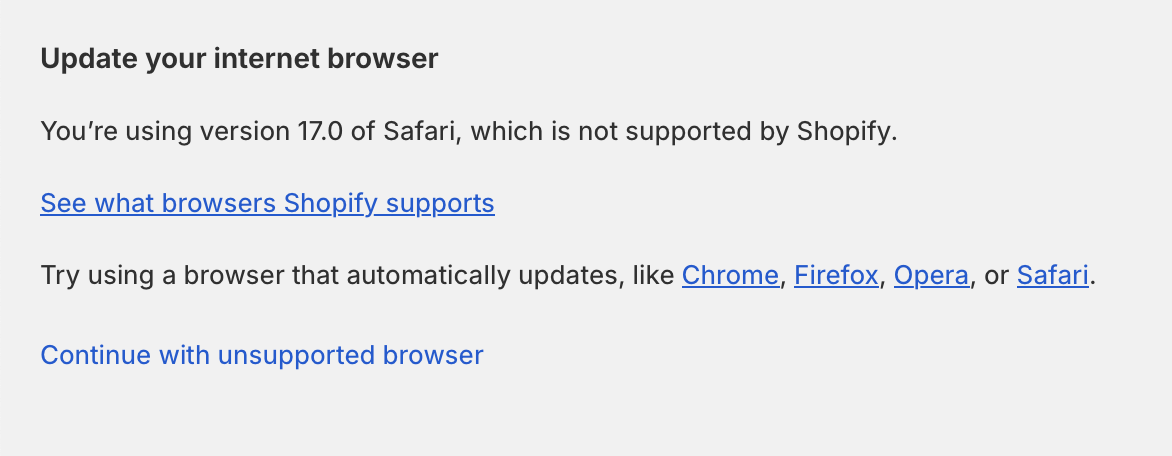 Update your internet browser
You’re using version 17.0 of Safari, which is not supported by Shopify.
See what browsers Shopify supports
Try using a browser that automatically updates, like Chrome, Firefox, Opera, or Safari.
Continue with unsupported browser